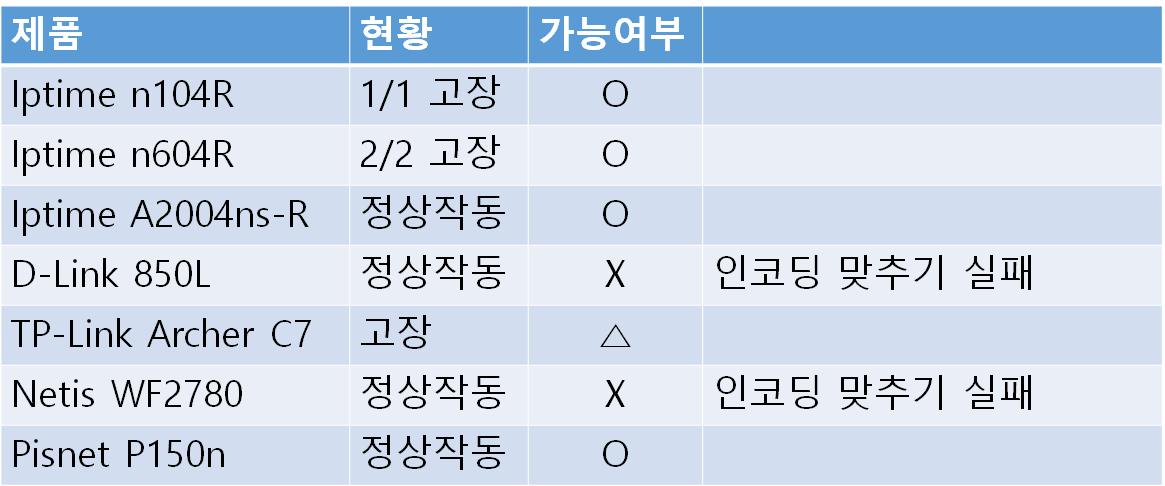 제품 현황 가능여부
Iptime n104R 1/1 고장 O
Iptime n604R 2/2 고장 O
Iptime A2004ns-R 정상작동 O
D-Link 850L 정상작동 X 인코딩 맞추기 실패
TP-Link Archer C7 고장 △
Netis WF2780 정상작동 X 인코딩 맞추기 실패
Pisnet P150n 정상작동 O